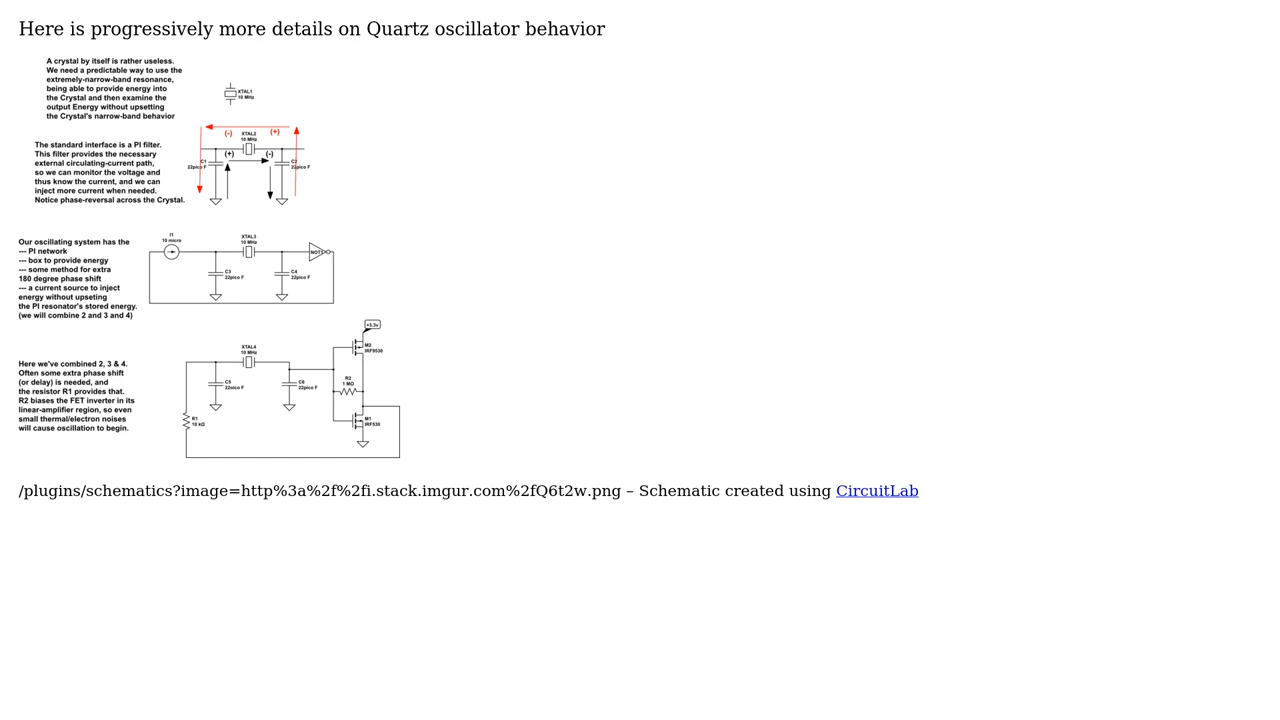 Here is progressively more details on Quartz oscillator behavior
A crystal by itself is rather useless.
We need a predictable way to use the
extremely-narrow-band resonance,
being able to provide energy into
the Crystal and then examine the
output Energy without upsetting
the Crystal's narrow-band behavior
XTAL1
10 MHz
The standard interface is a PI filter.
This filter provides the necessary
external circulating-current path,
so we can monitor the voltage and
thus know the current, and we can
inject more current when needed.
Notice phase-reversal across the Crystal.
(-)
XTAL2
10 MHz
(+)
(+)
(-)
C1
22pico F
C2
22pico F
Our oscillating system has the
--- PI network
--- box to provide energy
--- some method for extra
180 degree phase shift
--- a current source to inject
energy without upseting
the PI resonator's stored energy.
(we will combine 2 and 3 and 4)
I1
10 micro
XTAL3
10 MHz
NOT1
C3
22pico F
C4
22pico F
Here we've combined 2, 3 & 4.
Often some extra phase shift
(or delay) is needed, and
the resistor R1 provides that.
R2 biases the FET inverter in its
linear-amplifier region, so even
small thermal/electron noises
will cause oscillation to begin.
+3.3v
XTAL4
10 MHz
M2
IRF9530
C5
22pico F
C6
22pico F
R2
1 MΩ
R1
10 kΩ
M1
IRF530
/plugins/schematics?image=http%3a%2f%2fi.stack.imgur.com%2fQ6t2w.png – Schematic created using CircuitLab